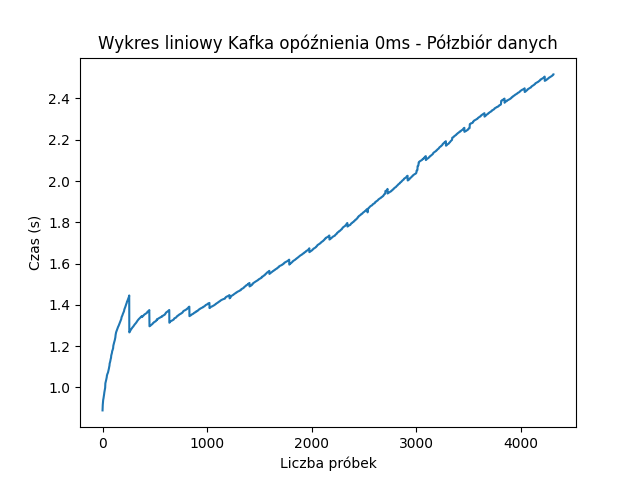 Wykres liniowy Kafka opóźnienia 0ms - Półzbiór danych
2.4
2.2
2.0
1.8
1.6
1.4
1.2
1.0
Czas (s)
0 1000 2000 3000 4000
Liczba próbek